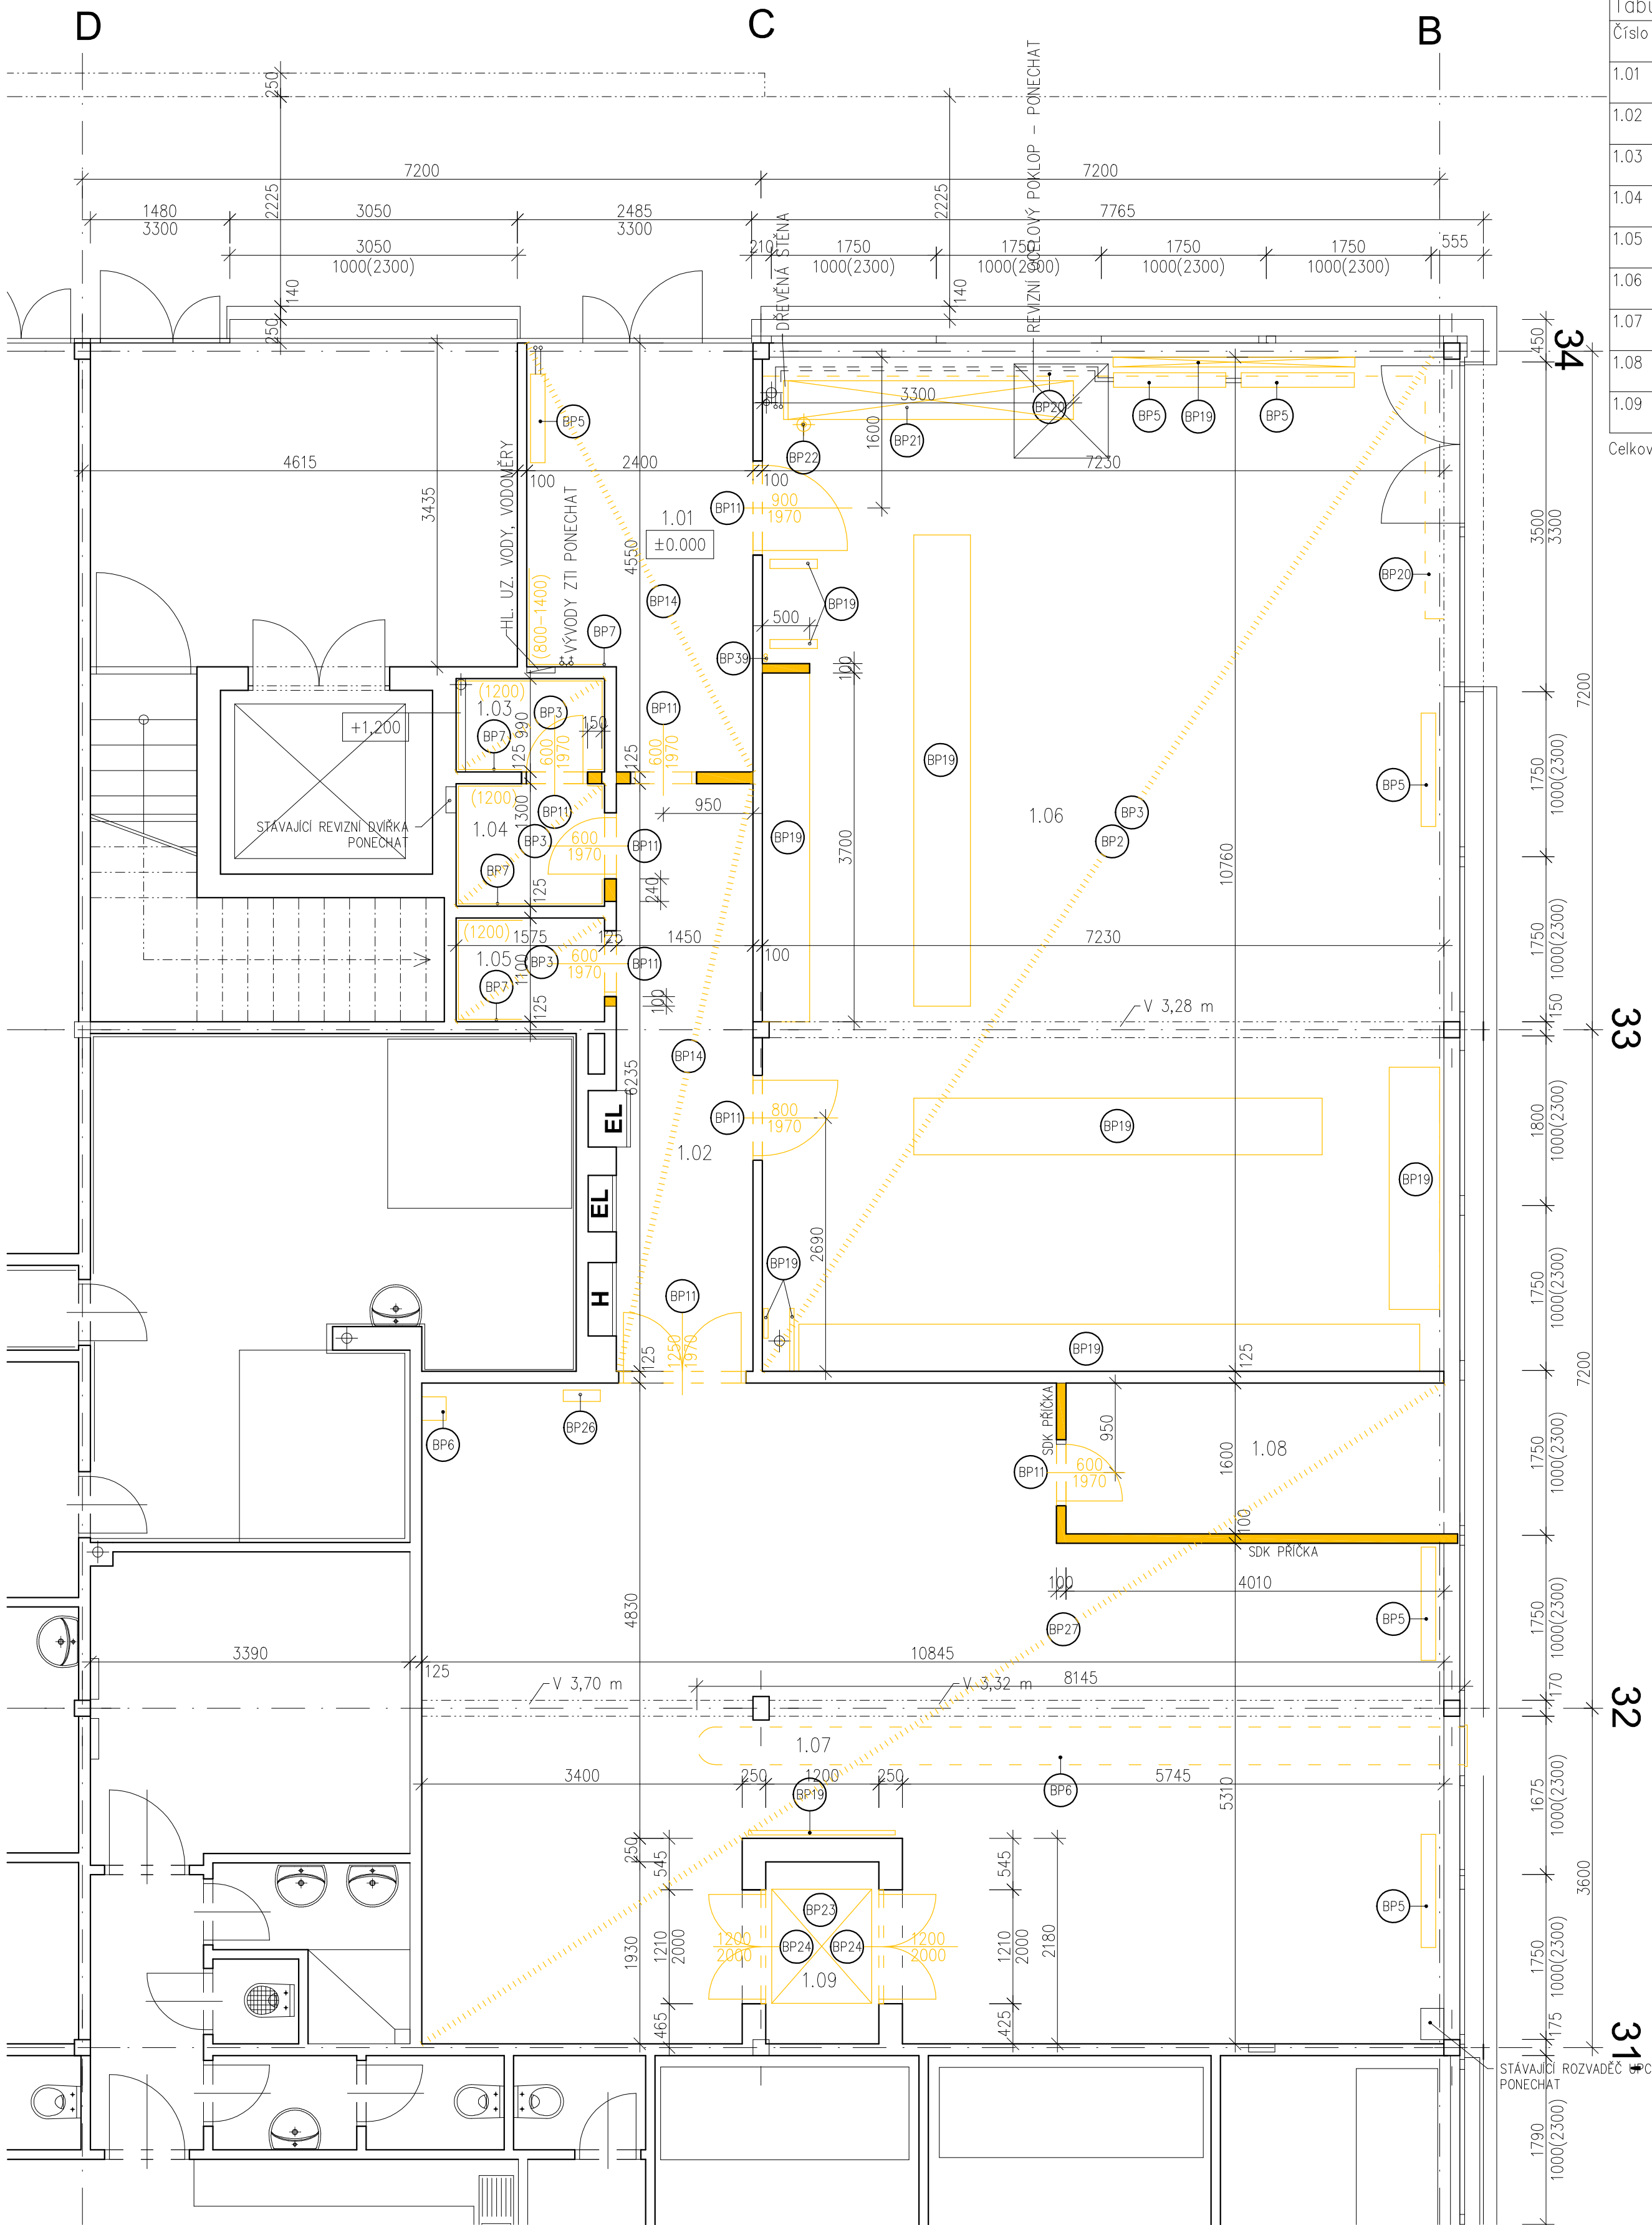 D
C
B
Číslo
1.01
1.02
1.03
1.04
1.05
1.06
1.07
1.08
1.09
250
7200
7200
2225
2225
1480
3300
3050
2485
3300
7765
3050
1000(2300)
210
1750
1000(2300)
1750
1000(2300)
1750
1000(2300)
1750
1000(2300)
555
DŘEVĚNÁ STĚNA
REVIZNÍ OCELOVÝ POKLOP - PONECHAT
140
250
140
450
34
3435
BP5
3300
BP20
BP21
BP22
1600
BP5
BP19
BP5
4615
2400
100
100
7230
HL. UZ. VODY, VODOMĚRY
VÝVODY ZTI PONECHAT
(800-1400)
1.01
±0.000
4550
BP11
900
1970
3500
3300
BP14
BP19
BP20
500
BP7
BP39
100
7200
(1200)
1.03
+1,200
BP3
BP7
990
150
125
600
1970
BP11
125
600
1970
125
950
BP19
BP5
1750
1000(2300)
(1200)
1300
1.04
STÁVAJÍCÍ REVIZNÍ DVÍŘKA
PONECHAT
BP11
BP3
600
1970
BP11
BP7
125
240
BP19
3700
1.06
BP3
BP2
10760
(1200)
1575
125
1450
100
7230
1.05
BP3
1100
600
1970
BP11
BP7
125
100
1750
1000(2300)
150
V 3,28 m
33
BP14
6235
EL
EL
H
BP11
800
1970
1.02
BP19
BP19
1800
1000(2300)
2690
BP19
BP11
1250
1970
125
BP19
125
1750
1000(2300)
7200
BP6
BP26
SDK PŘÍČKA
950
BP11
600
1970
1600
1.08
100
SDK PŘÍČKA
1750
1000(2300)
100
4010
4830
BP27
BP5
1750
1000(2300)
3390
125
10845
V 3,70 m
V 3,32 m
8145
170
32
1.07
3400
250
1200
250
5745
BP19
BP6
5310
1675
1000(2300)
250
545
545
1930
1210
2000
1200
2000
BP23
BP24
BP24
1.09
1200
2000
1210
2000
2180
BP5
3600
1750
1000(2300)
465
425
175
31
STÁVAJÍCÍ ROZVADĚČ UPC
PONECHAT
1790
1000(2300)